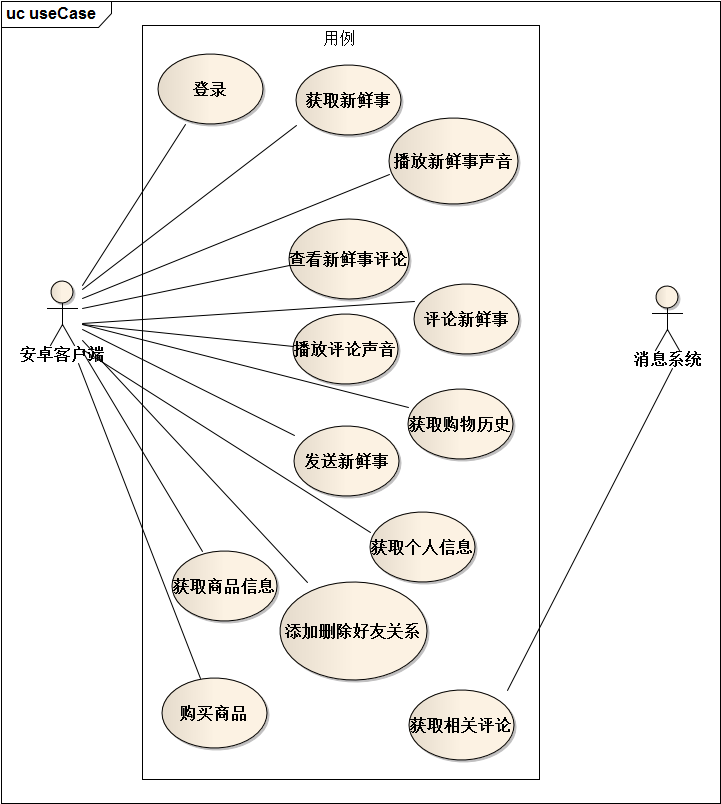 uc useCase
用例
登录
获取新鲜事
播放新鲜事声音
查看新鲜事评论
评论新鲜事
播放评论声音
安卓客户端
消息系统
获取购物历史
发送新鲜事
获取个人信息
获取商品信息
添加删除好友关系
购买商品
获取相关评论